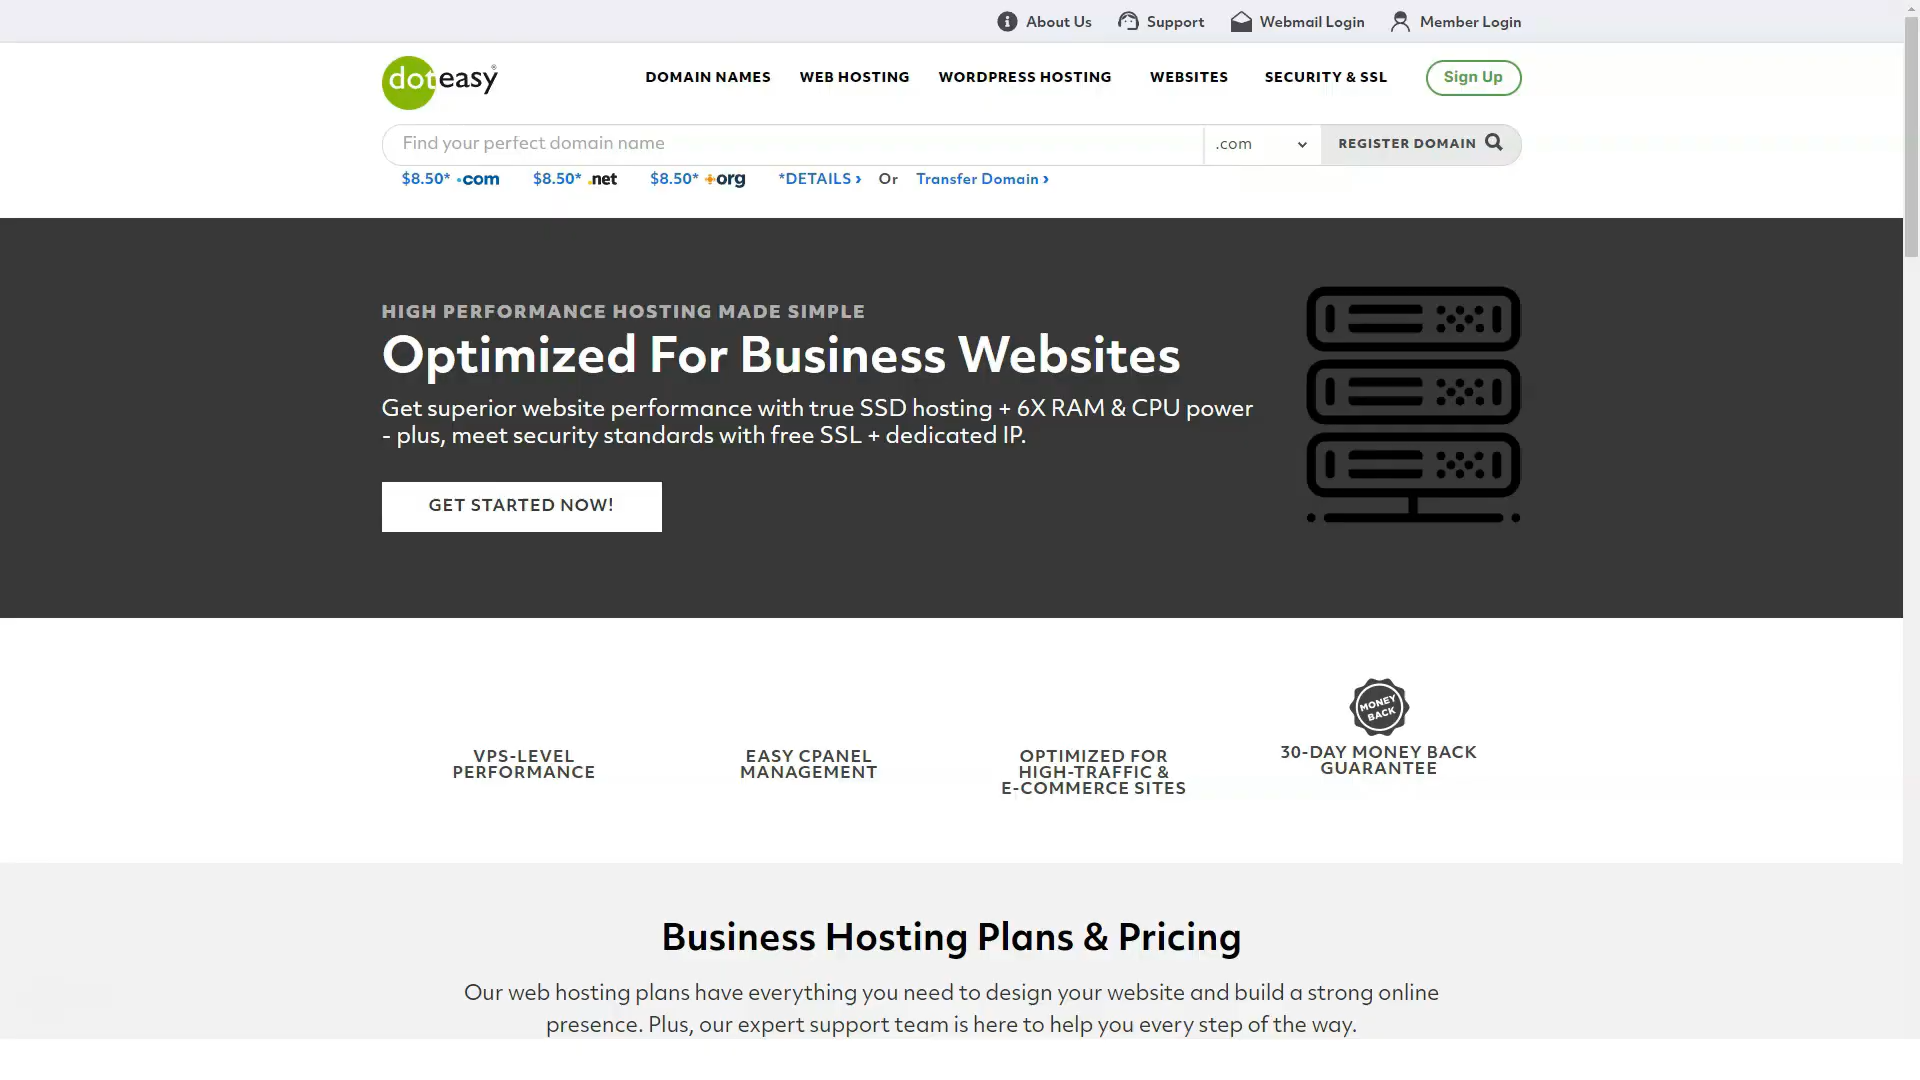 About Us
Support
Webmail Login
Member Login
doteasy®
DOMAIN NAMES
WEB HOSTING
WORDPRESS HOSTING
WEBSITES
SECURITY & SSL
Sign Up
Find your perfect domain name
.com
REGISTER DOMAIN
$8.50* .com
$8.50* .net
$8.50* org
*DETAILS ›
Or
Transfer Domain ›
HIGH PERFORMANCE HOSTING MADE SIMPLE
Optimized For Business Websites
Get superior website performance with true SSD hosting + 6X RAM & CPU power
- plus, meet security standards with free SSL + dedicated IP.
GET STARTED NOW!
VPS-LEVEL
PERFORMANCE
EASY CPANEL
MANAGEMENT
OPTIMIZED FOR
HIGH-TRAFFIC &
E-COMMERCE SITES
MONEY
BACK
30-DAY MONEY BACK
GUARANTEE
Business Hosting Plans & Pricing
Our web hosting plans have everything you need to design your website and build a strong online
presence. Plus, our expert support team is here to help you every step of the way.